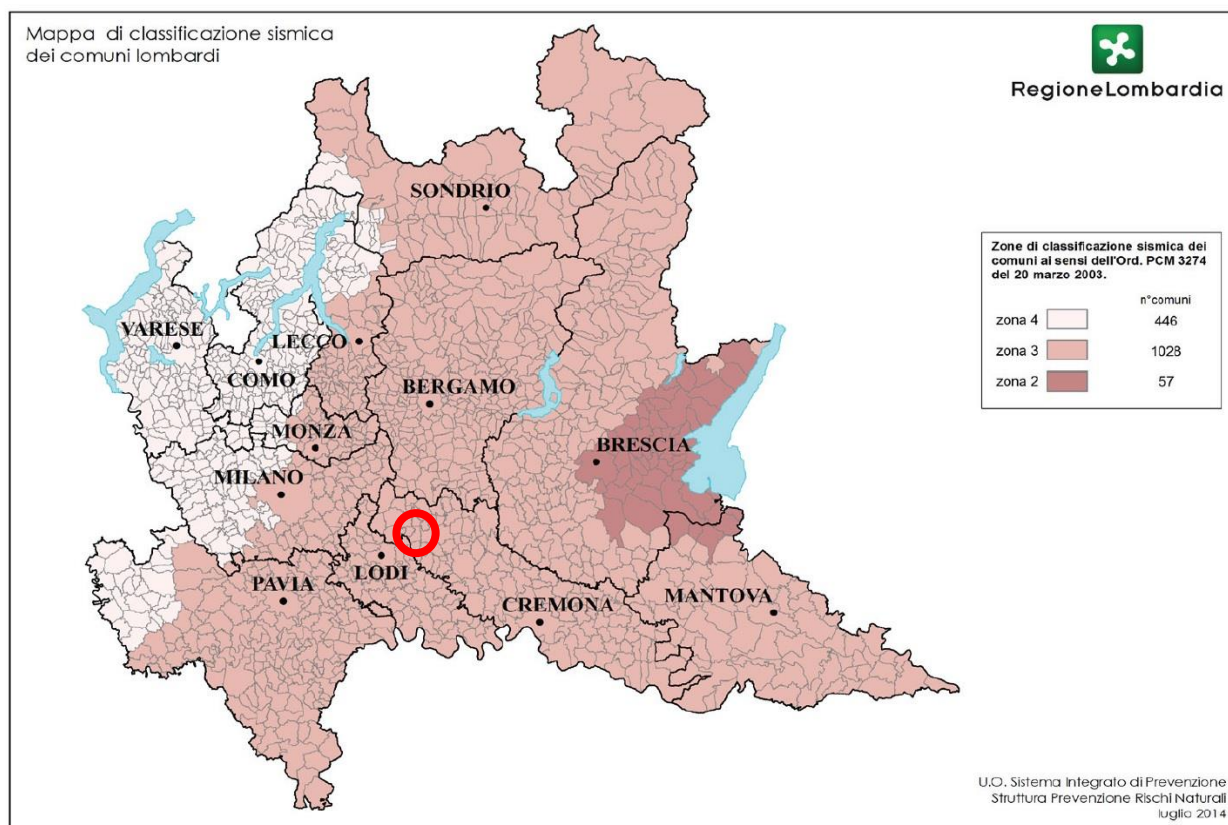 Mappa di classificazione sismica
dei comuni lombardi
RegioneLombardia
SONDRIO
VARESE
LECCO
COMO
BERGAMO
MONZA
BRESCIA
MILANO
LODI
PAVIA
CREMONA
MANTOVA
Zone di classificazione sismica dei
comuni ai sensi dell'Ord. PCM 3274
del 20 marzo 2003.
n°comuni
zona 4 446
zona 3 1028
zona 2 57
U.O. Sistema Integrato di Prevenzione
Struttura Prevenzione Rischi Naturali
luglio 2014